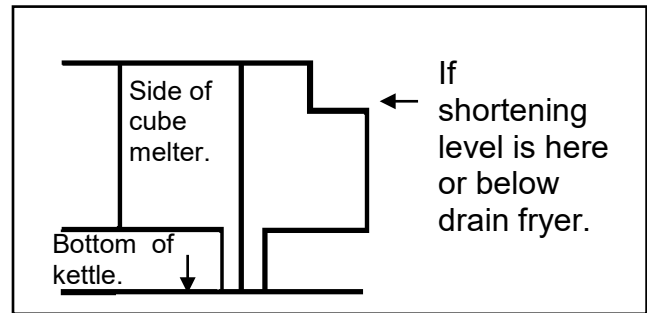 Side of
cube
melter.
Bottom of
kettle.
If
shortening
level is here
or below
drain fryer.